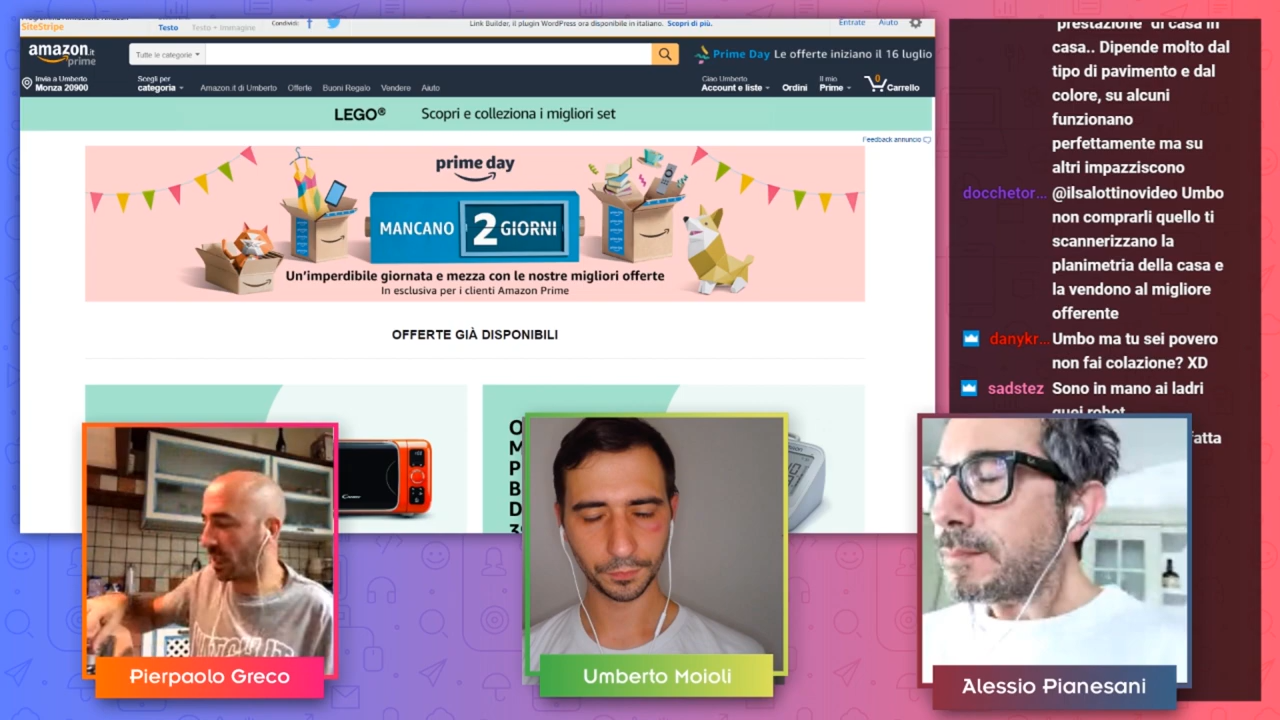 SiteStripe
Testo
Testo + Immagine
Condividi:
Link Builder, il plugin WordPress ora disponibile in italiano. Scopri di più.
Entrate
Aiuto
amazon.it
prime
Tutte le categorie
Prime Day Le offerte iniziano il 16 luglio
Invia a Umberto
Monza 20900
Scegli per
categoria
Amazon.it di Umberto
Offerte
Buoni Regalo
Vendere
Aiuto
Ciao Umberto
Account e liste
Ordini
Il mio
Prime
0
Carrello
LEGO® Scopri e colleziona i migliori set
Feedback annuncio
prime day
MANCANO 2 GIORNI
Un'imperdibile giornata e mezza con le nostre migliori offerte
In esclusiva per i clienti Amazon Prime
OFFERTE GIÀ DISPONIBILI
O
M
P
B
D
prestazione di casa in
casa.. Dipende molto dal
tipo di pavimento e dal
colore, su alcuni
funzionano
perfettamente ma su
altri impazziscono
docchetor... @ilsalottinovideo Umbo
non comprarli quello ti
scannerizzano la
planimetria della casa e
la vendono al migliore
offerente
danykr... Umbo ma tu sei povero
non fai colazione? XD
sadstez Sono in mano ai ladri
quei robot
fatta
Pierpaolo Greco
Umberto Moioli
Alessio Pianesani